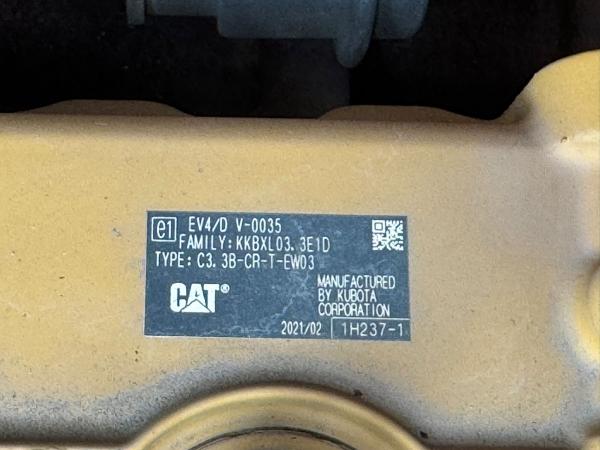 e1 EV4/D V-0035
FAMILY:KKBXL03.3E1D
TYPE: C3.3B-CR-T-EW03
CAT®
MANUFACTURED
BY KUBOTA
CORPORATION
2021/02 1H237-1